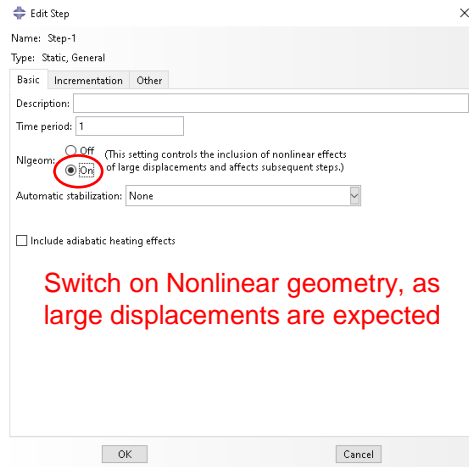 Edit Step
Name: Step-1
Type: Static, General
Basic Incrementation Other
Description:
Time period: 1
Nlgeom: Off (This setting controls the inclusion of nonlinear effects
On of large displacements and affects subsequent steps.)
Automatic stabilization: None
Include adiabatic heating effects
Switch on Nonlinear geometry, as
large displacements are expected
OK Cancel